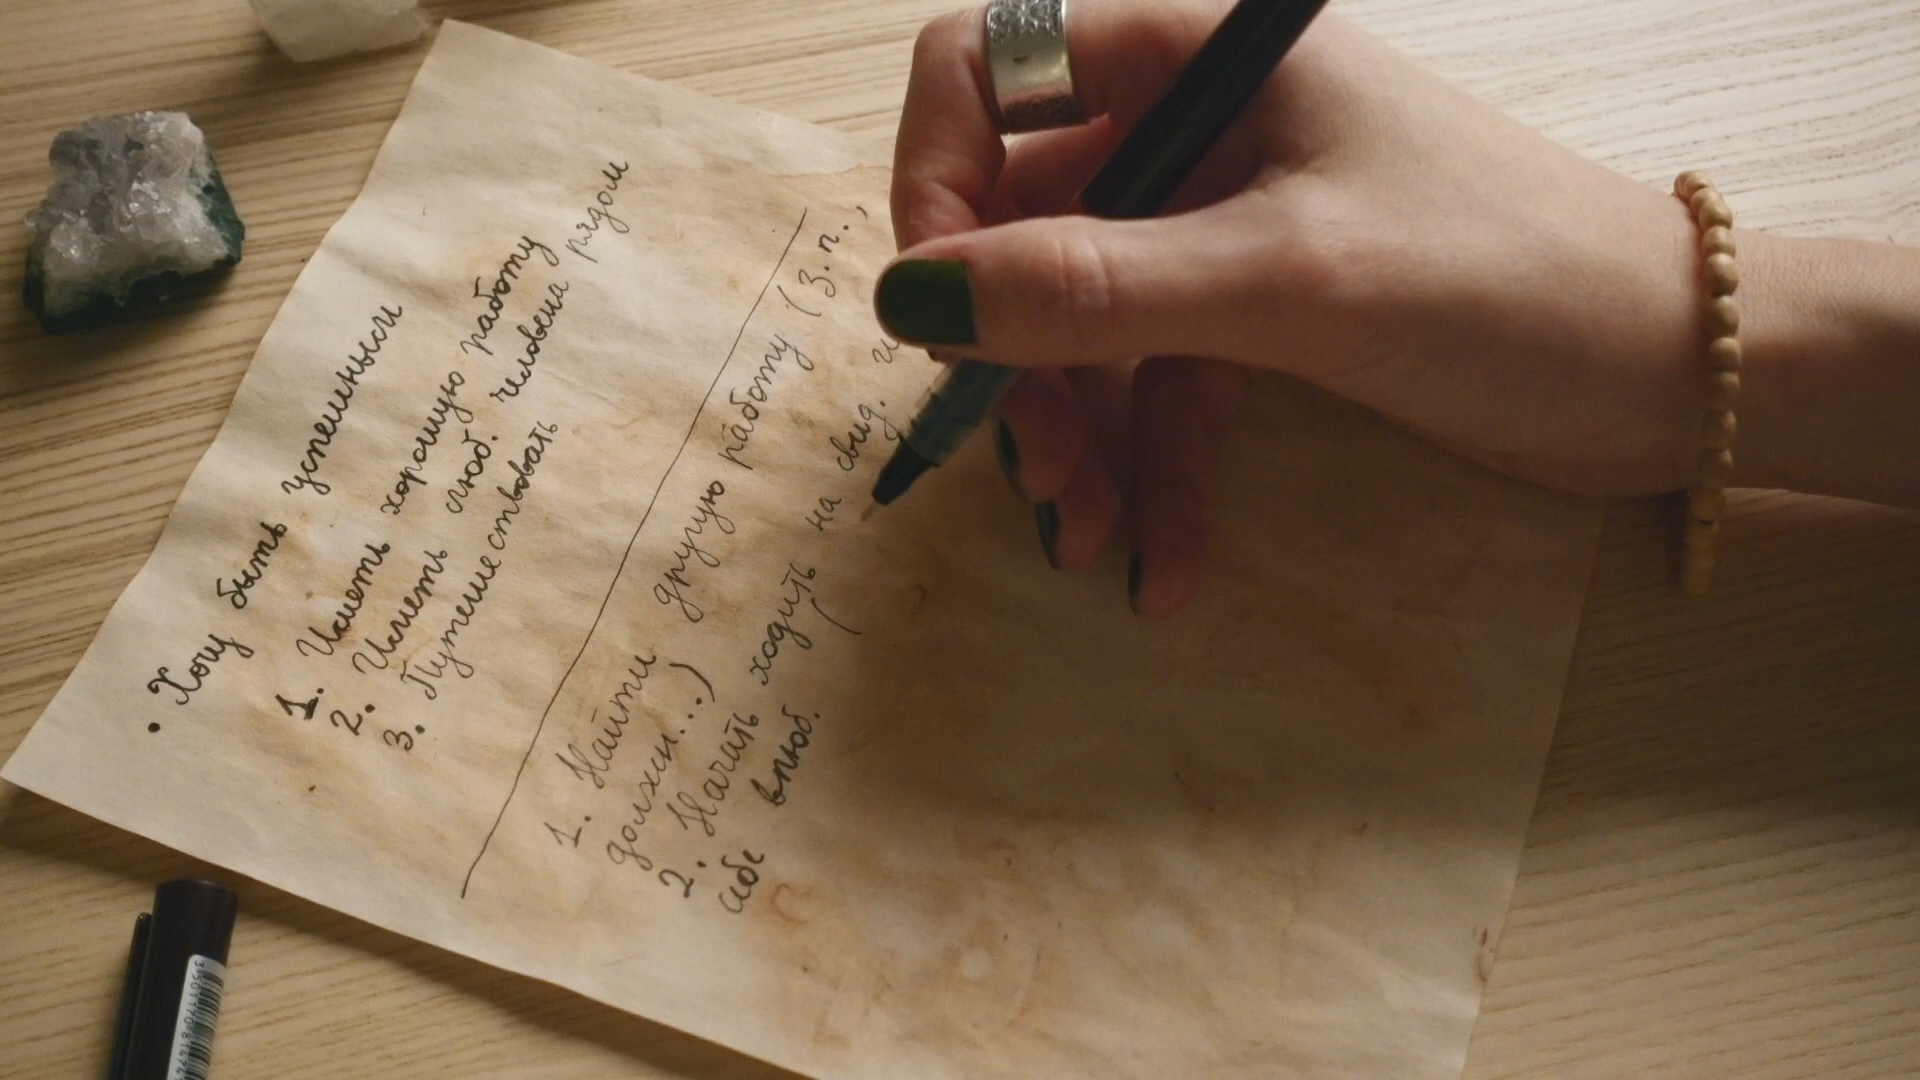 • Хочу быть успешным
1. Иметь хорошую работу
2. Иметь люб. человека рядом
3. Путешествовать
1. Найти другую работу (з.п.,
должн...)
2. Начать ходить на свид.
себе влюб. (